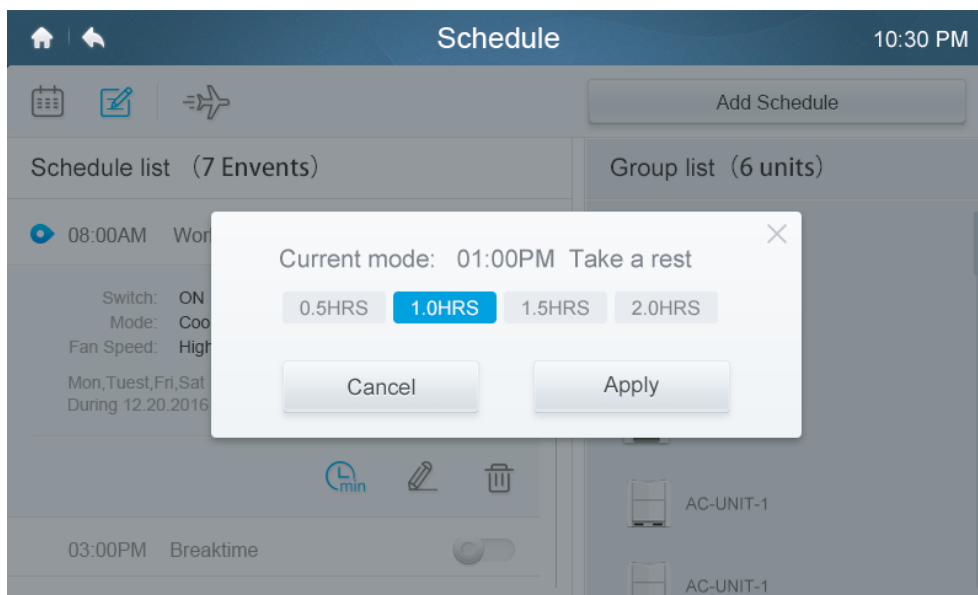 Schedule
10:30 PM
Add Schedule
Schedule list （7 Envents）
Group list （6 units）
08:00AM
Current mode: 01:00PM Take a rest
0.5HRS 1.0HRS 1.5HRS 2.0HRS
Cancel Apply
Switch: ON
Mode:
Fan Speed: High
Mon,Tuest,Fri,Sat
During 12.20.2016
min
AC-UNIT-1
03:00PM Breaktime
AC-UNIT-1